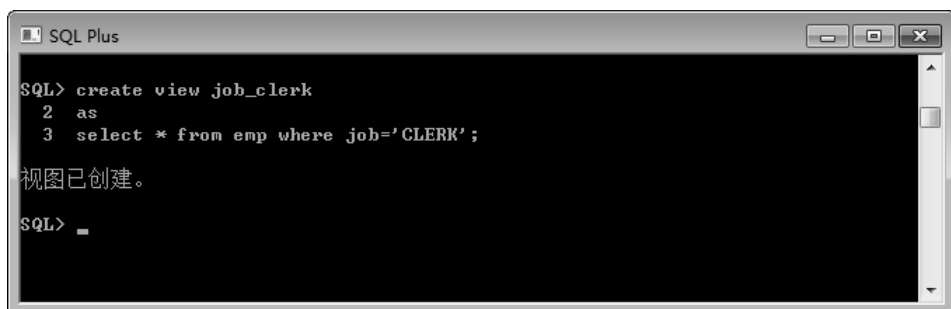 SQL Plus
SQL> create view job_clerk
2 as
3 select * from emp where job='CLERK';
视图已创建。
SQL> _